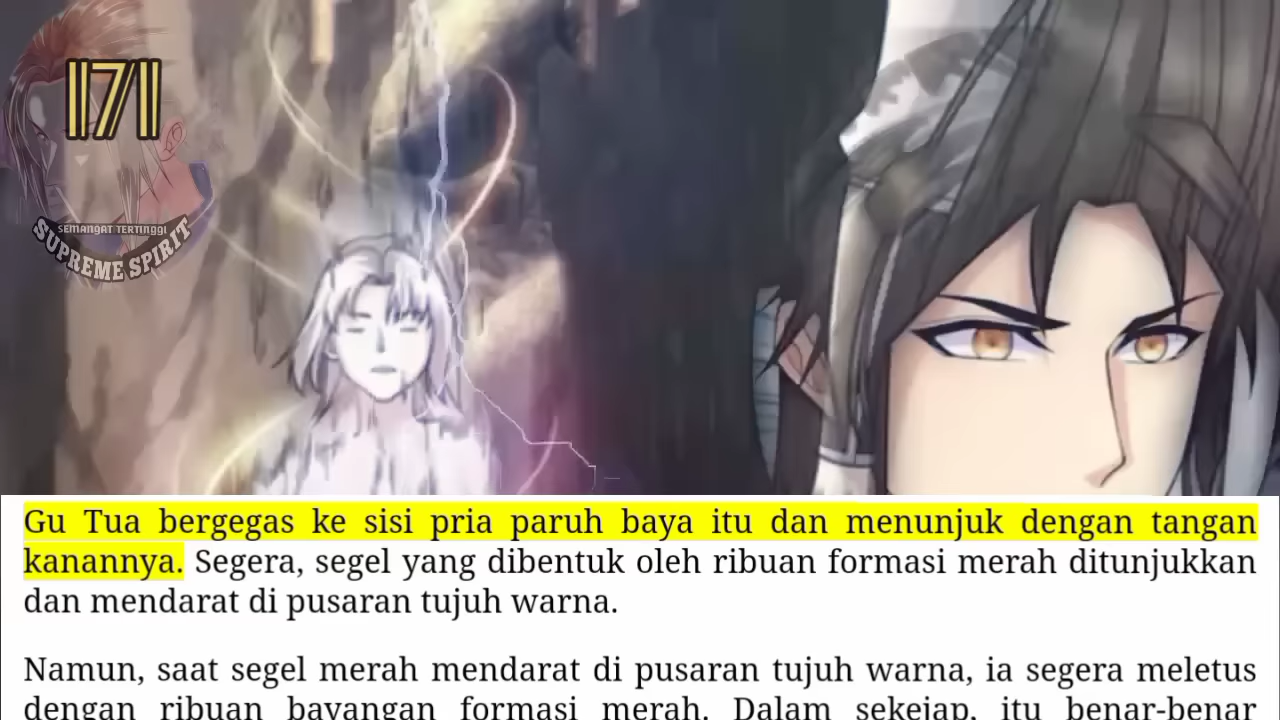 171
SEMANGAT TERTINGGI
SUPREME SPIRIT
Gu Tua bergegas ke sisi pria paruh baya itu dan menunjuk dengan tangan
kanannya. Segera, segel yang dibentuk oleh ribuan formasi merah ditunjukkan
dan mendarat di pusaran tujuh warna.
Namun, saat segel merah mendarat di pusaran tujuh warna, ia segera meletus
dengan ribuan bayangan formasi merah. Dalam sekejap, itu benar-benar